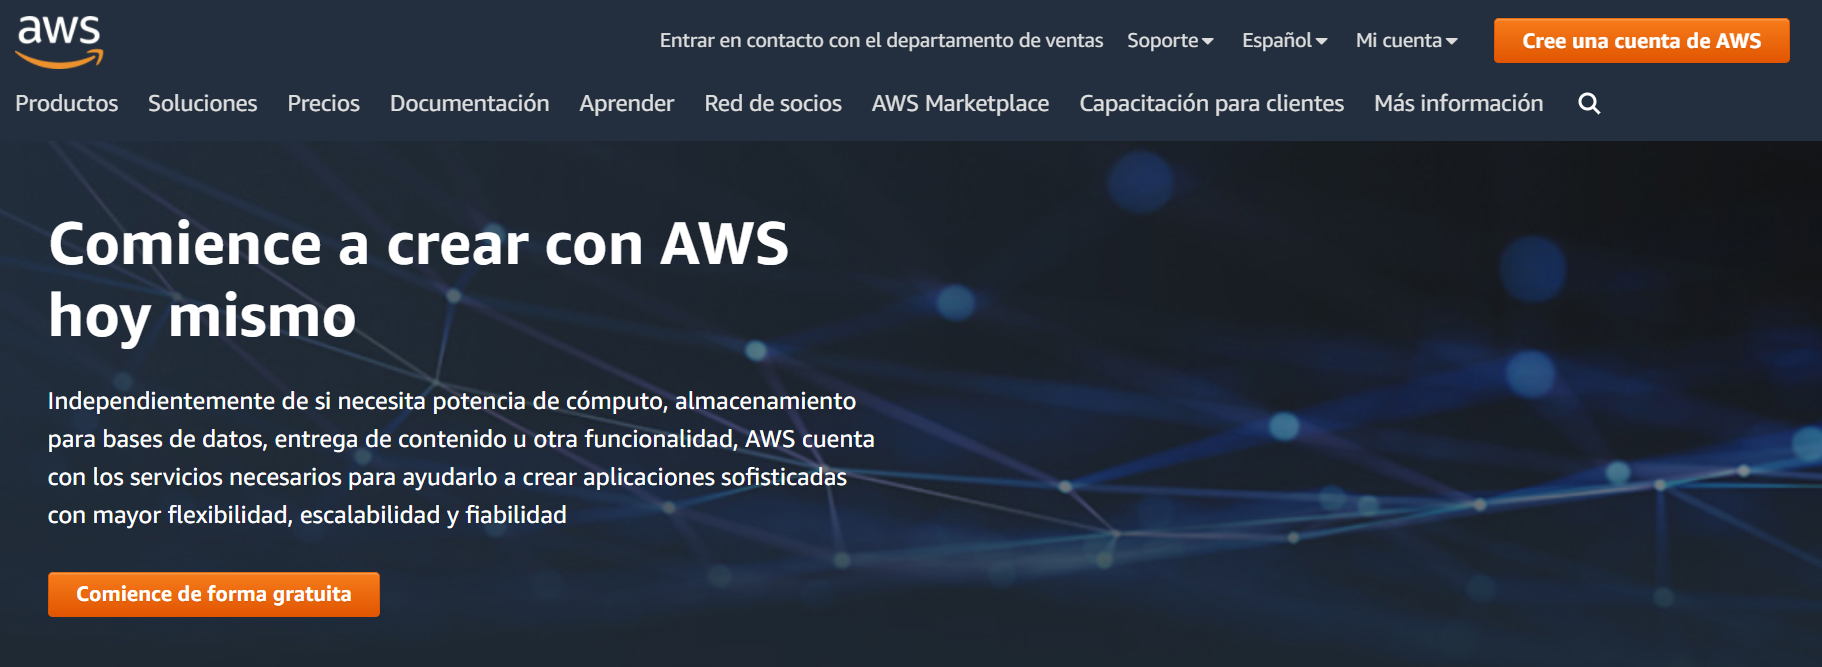 aws
Entrar en contacto con el departamento de ventas Soporte Español Mi cuenta Cree una cuenta de AWS
Productos Soluciones Precios Documentación Aprender Red de socios AWS Marketplace Capacitación para clientes Más información
Comience a crear con AWS
hoy mismo
Independientemente de si necesita potencia de cómputo, almacenamiento
para bases de datos, entrega de contenido u otra funcionalidad, AWS cuenta
con los servicios necesarios para ayudarlo a crear aplicaciones sofisticadas
con mayor flexibilidad, escalabilidad y fiabilidad
Comience de forma gratuita